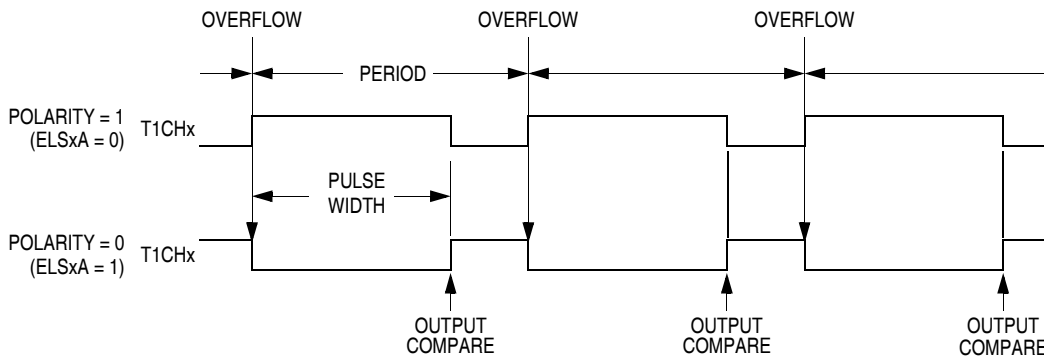 OVERFLOW OVERFLOW OVERFLOW
PERIOD
POLARITY = 1
(ELSxA = 0)
T1CHx
PULSE
WIDTH
POLARITY = 0
(ELSxA = 1)
T1CHx
OUTPUT
COMPARE
OUTPUT
COMPARE
OUTPUT
COMPARE